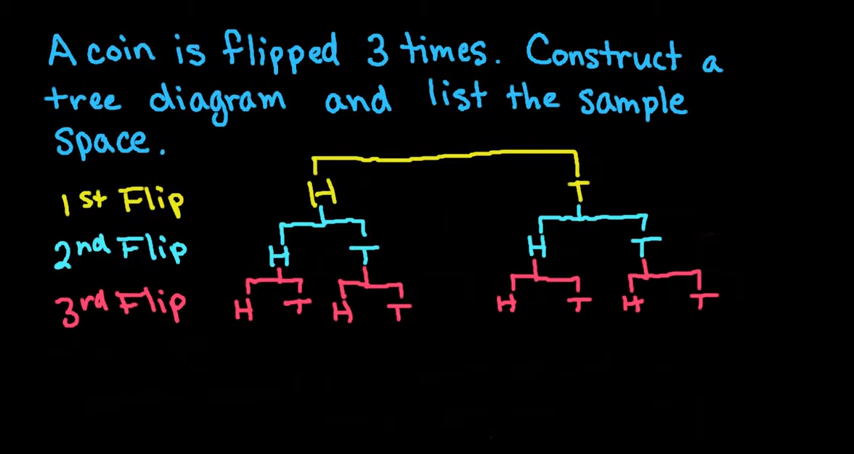 A coin is flipped 3 times. Construct a
tree diagram and list the sample
space.
1st Flip H T
2nd Flip H T H T
3rd Flip H T H T H T H T